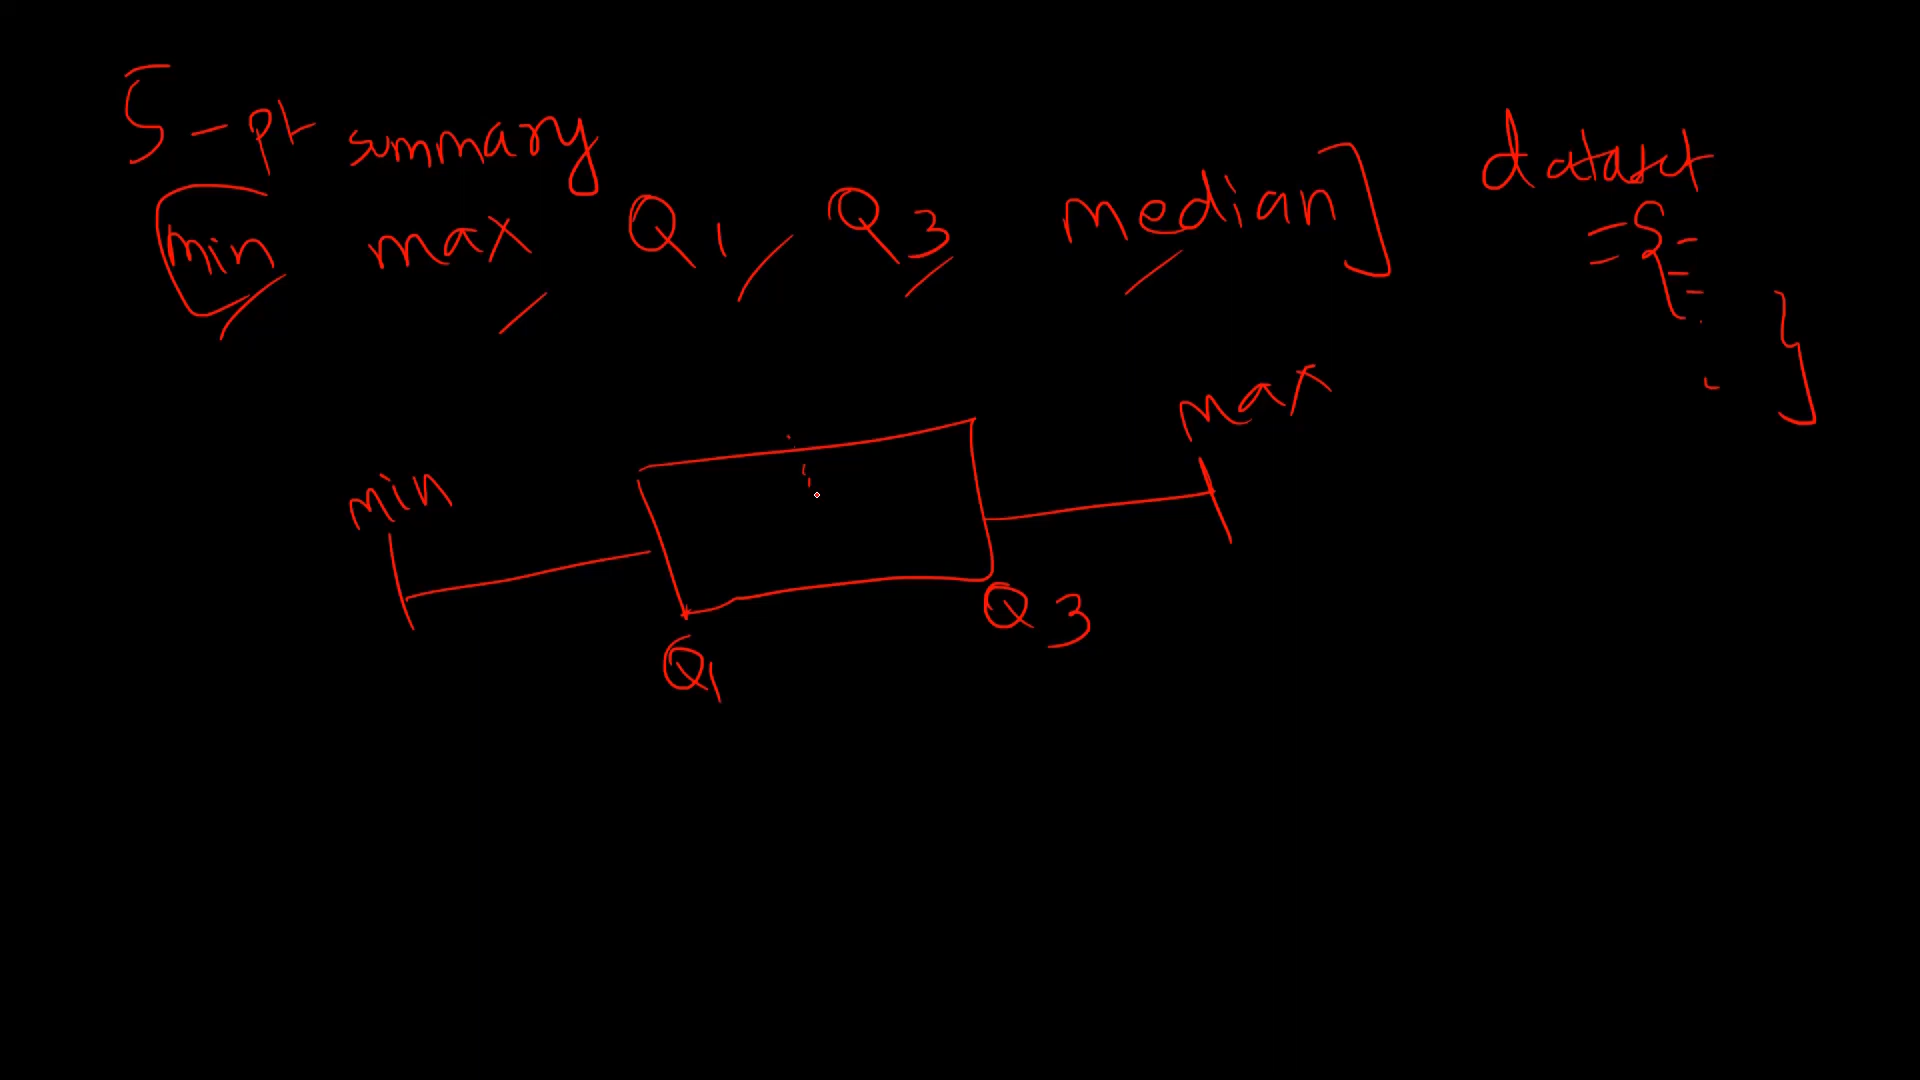 5-pt summary
min max Q1, Q3 median]
dataset
= {
}
max
min
Q3
Q1